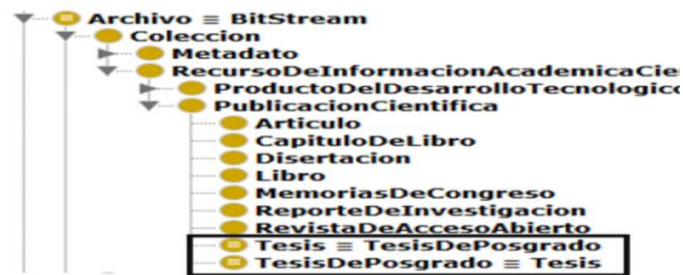 Archivo ≡ BitStream
Coleccion
Metadato
RecursoDeInformacionAcademicaCie
ProductoDelDesarrolloTecnologico
PublicacionCientifica
Articulo
CapituloDeLibro
Disertacion
Libro
MemoriasDeCongreso
ReporteDeInvestigacion
RevistaDeAccesoAbierto
Tesis ≡ TesisDePosgrado
TesisDePosgrado ≡ Tesis